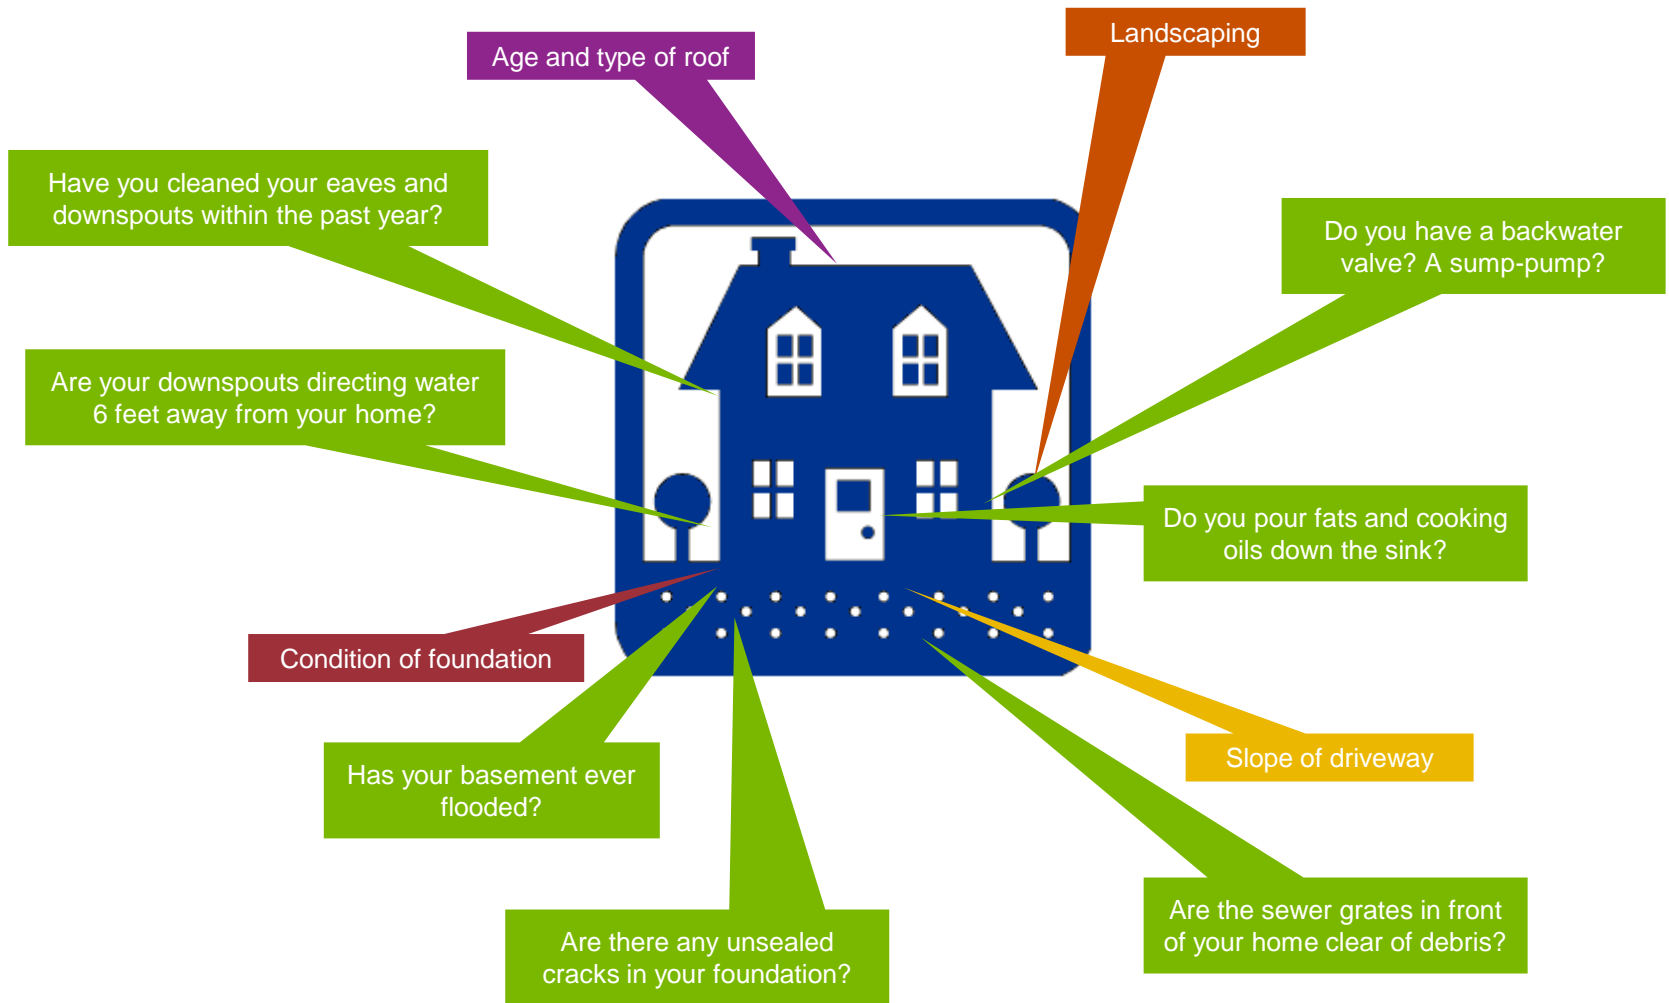 Landscaping
Age and type of roof
Have you cleaned your eaves and
downspouts within the past year?
Do you have a backwater
valve? A sump-pump?
Are your downspouts directing water
6 feet away from your home?
Do you pour fats and cooking
oils down the sink?
Condition of foundation
Slope of driveway
Has your basement ever
flooded?
Are the sewer grates in front
of your home clear of debris?
Are there any unsealed
cracks in your foundation?